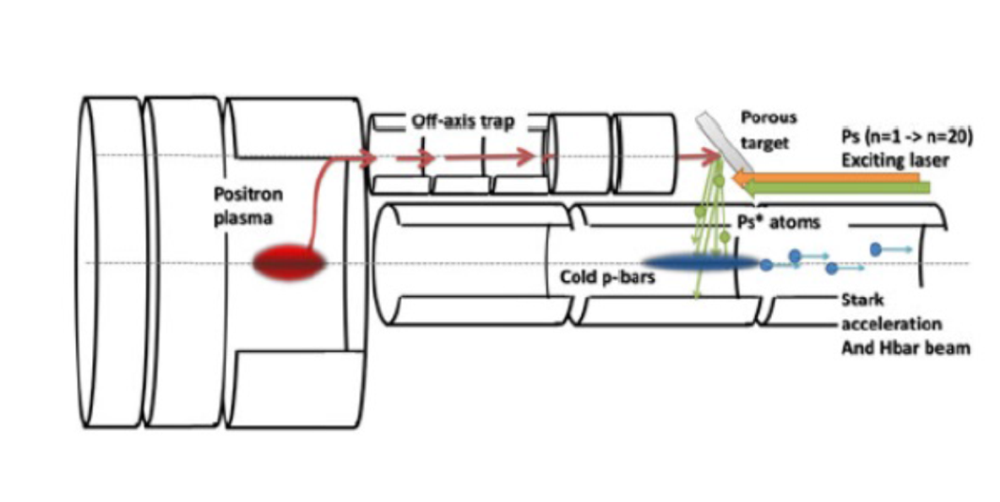 Off-axis trap
Porous
target
Ps (n=1 -> n=20)
Exciting laser
Positron
plasma
Ps* atoms
Cold p-bars
Stark
acceleration
And Hbar beam